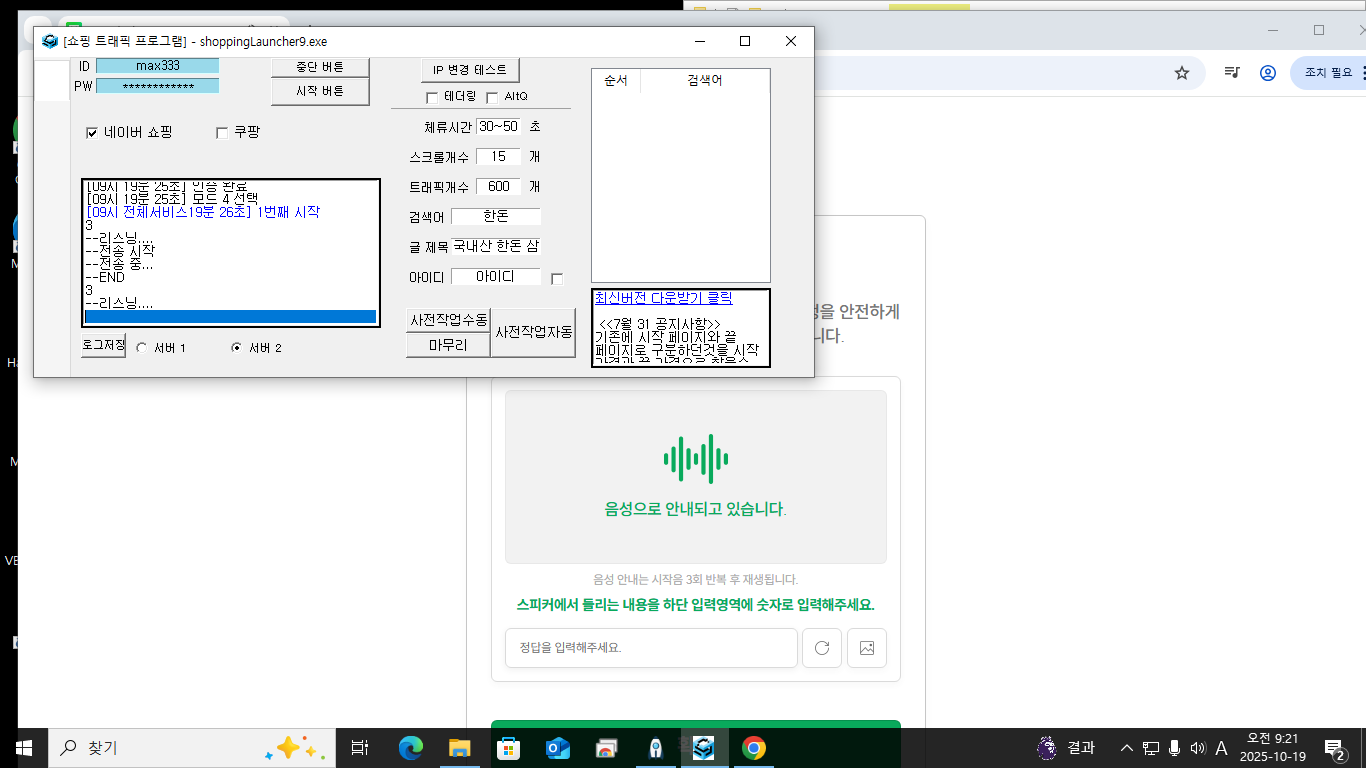 [쇼핑 트래픽 프로그램] - shoppingLauncher9.exe
ID max333
PW ************
중단 버튼
시작 버튼
IP 변경 테스트
테더링 AltQ
네이버 쇼핑 쿠팡
체류시간 30~50 초
스크롤개수 15 개
트래픽개수 600 개
검색어 한돈
글 제목 국내산 한돈 삼
아이디 아이디
[09시 19분 25초] 인증 완료
[09시 19분 25초] 모드 4 선택
[09시 전체서비스19분 26초] 1번째 시작
3
--리스닝....
--전송 시작
--전송 중...
--END
3
--리스닝....
로그저장 서버 1 서버 2
사전작업수동
마무리
사전작업자동
순서 검색어
최신버전 다운받기 클릭
<<7월 31 공지사항>>
기존에 시작 페이지와 끝
페이지로 구분하던것을 시작
조치 필요
을 안전하게
니다.
음성으로 안내되고 있습니다.
음성 안내는 시작음 3회 반복 후 재생됩니다.
스피커에서 들리는 내용을 하단 입력영역에 숫자로 입력해주세요.
정답을 입력해주세요.
찾기
결과
A
오전 9:21
2025-10-19
2